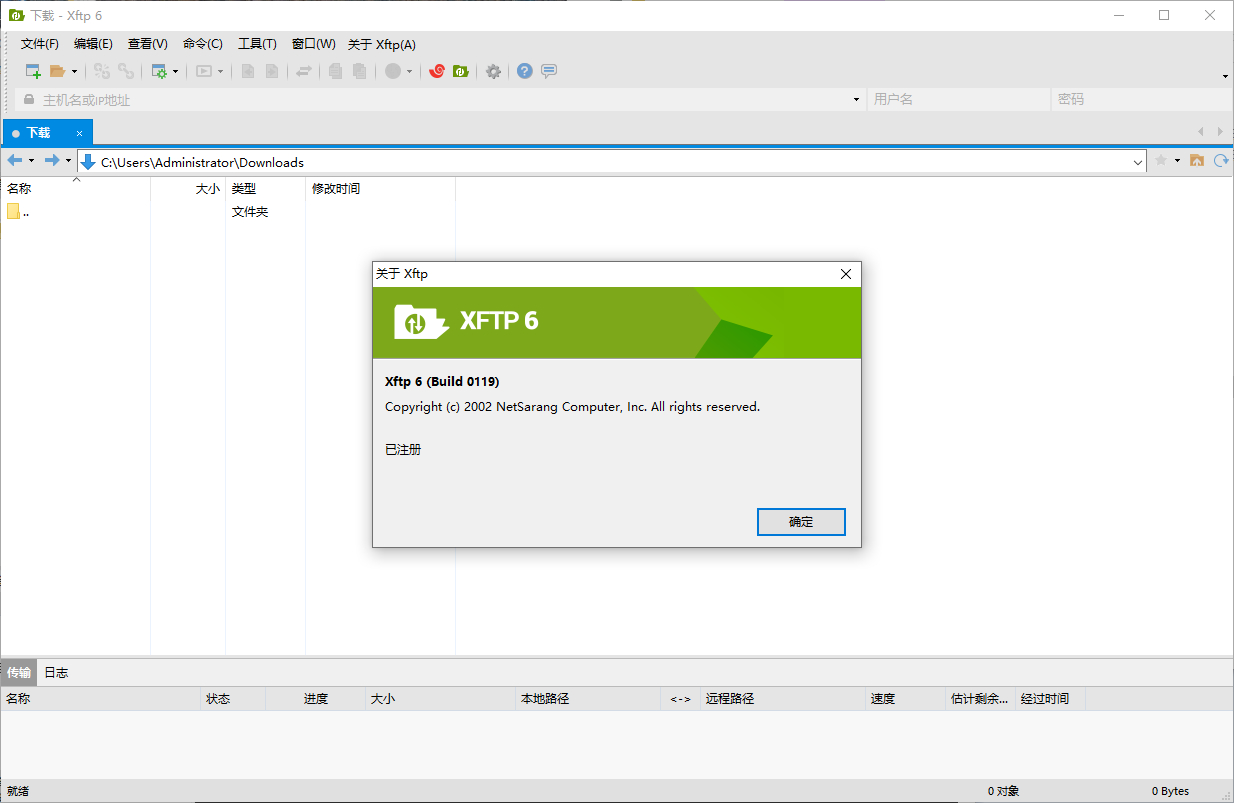 下载 - Xftp 6
文件(F) 编辑(E) 查看(V) 命令(C) 工具(T) 窗口(W) 关于 Xftp(A)
主机名或IP地址 用户名 密码
下载
C:\Users\Administrator\Downloads
名称 大小 类型 修改时间
.. 文件夹
关于 Xftp
XFTP 6
Xftp 6 (Build 0119)
Copyright (c) 2002 NetSarang Computer, Inc. All rights reserved.
已注册
确定
传输 日志
名称 状态 进度 大小 本地路径 <-> 远程路径 速度 估计剩余... 经过时间
就绪 0 对象 0 Bytes